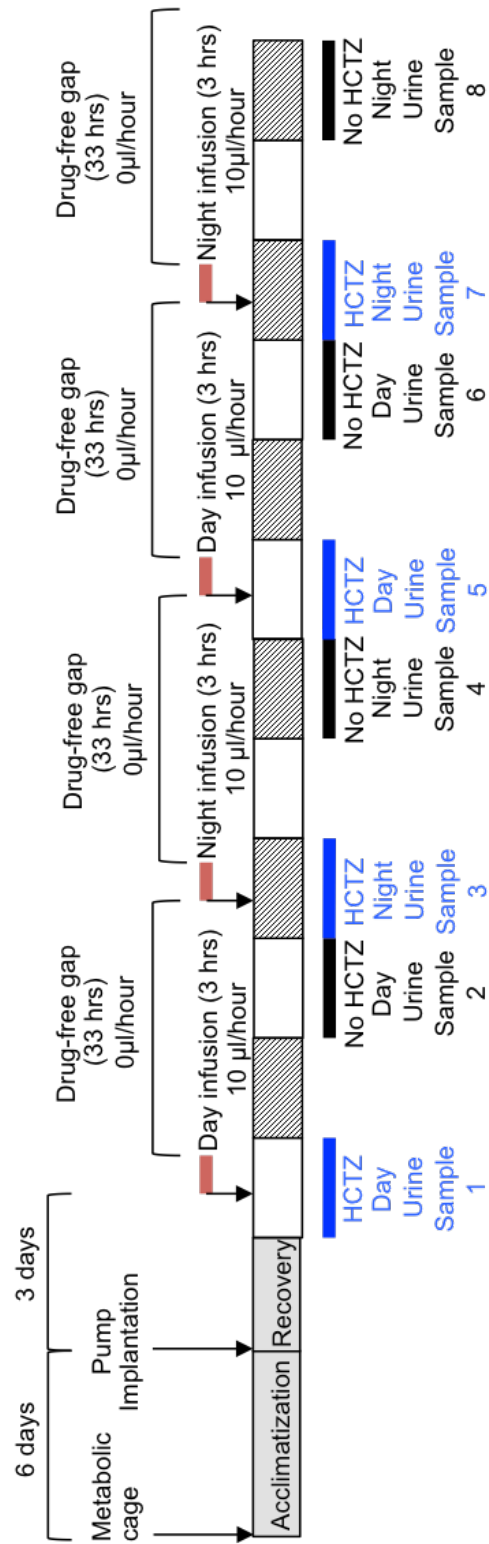 6 days
3 days
Metabolic
cage
Pump
Implantation
Drug-free gap
(33 hrs)
0µl/hour
Drug-free gap
(33 hrs)
0µl/hour
Drug-free gap
(33 hrs)
0µl/hour
Drug-free gap
(33 hrs)
0µl/hour
Day infusion (3 hrs)
10 µl/hour
Night infusion (3 hrs)
10 µl/hour
Day infusion (3 hrs)
10 µl/hour
Night infusion (3 hrs)
10µl/hour
Acclimatization
Recovery
HCTZ
Day
Urine
Sample
1
No HCTZ
Day
Urine
Sample
2
HCTZ
Night
Urine
Sample
3
No HCTZ
Night
Urine
Sample
4
HCTZ
Day
Urine
Sample
5
No HCTZ
Day
Urine
Sample
6
HCTZ
Night
Urine
Sample
7
No HCTZ
Night
Urine
Sample
8